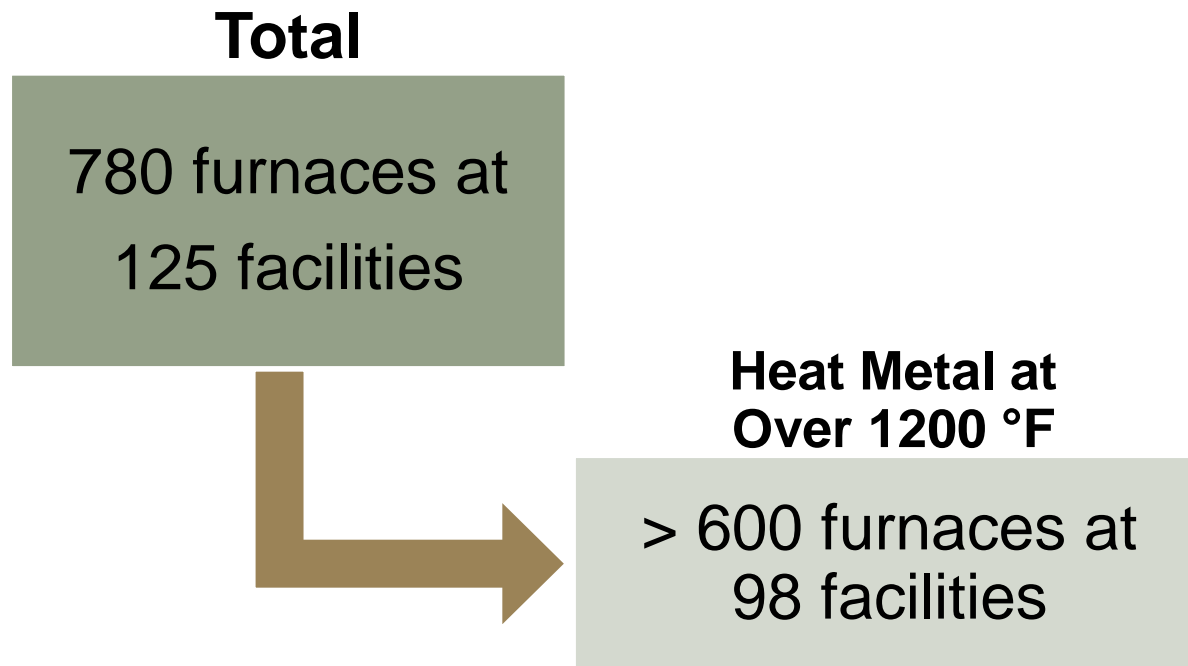 Total
780 furnaces at
125 facilities
Heat Metal at
Over 1200 °F
> 600 furnaces at
98 facilities